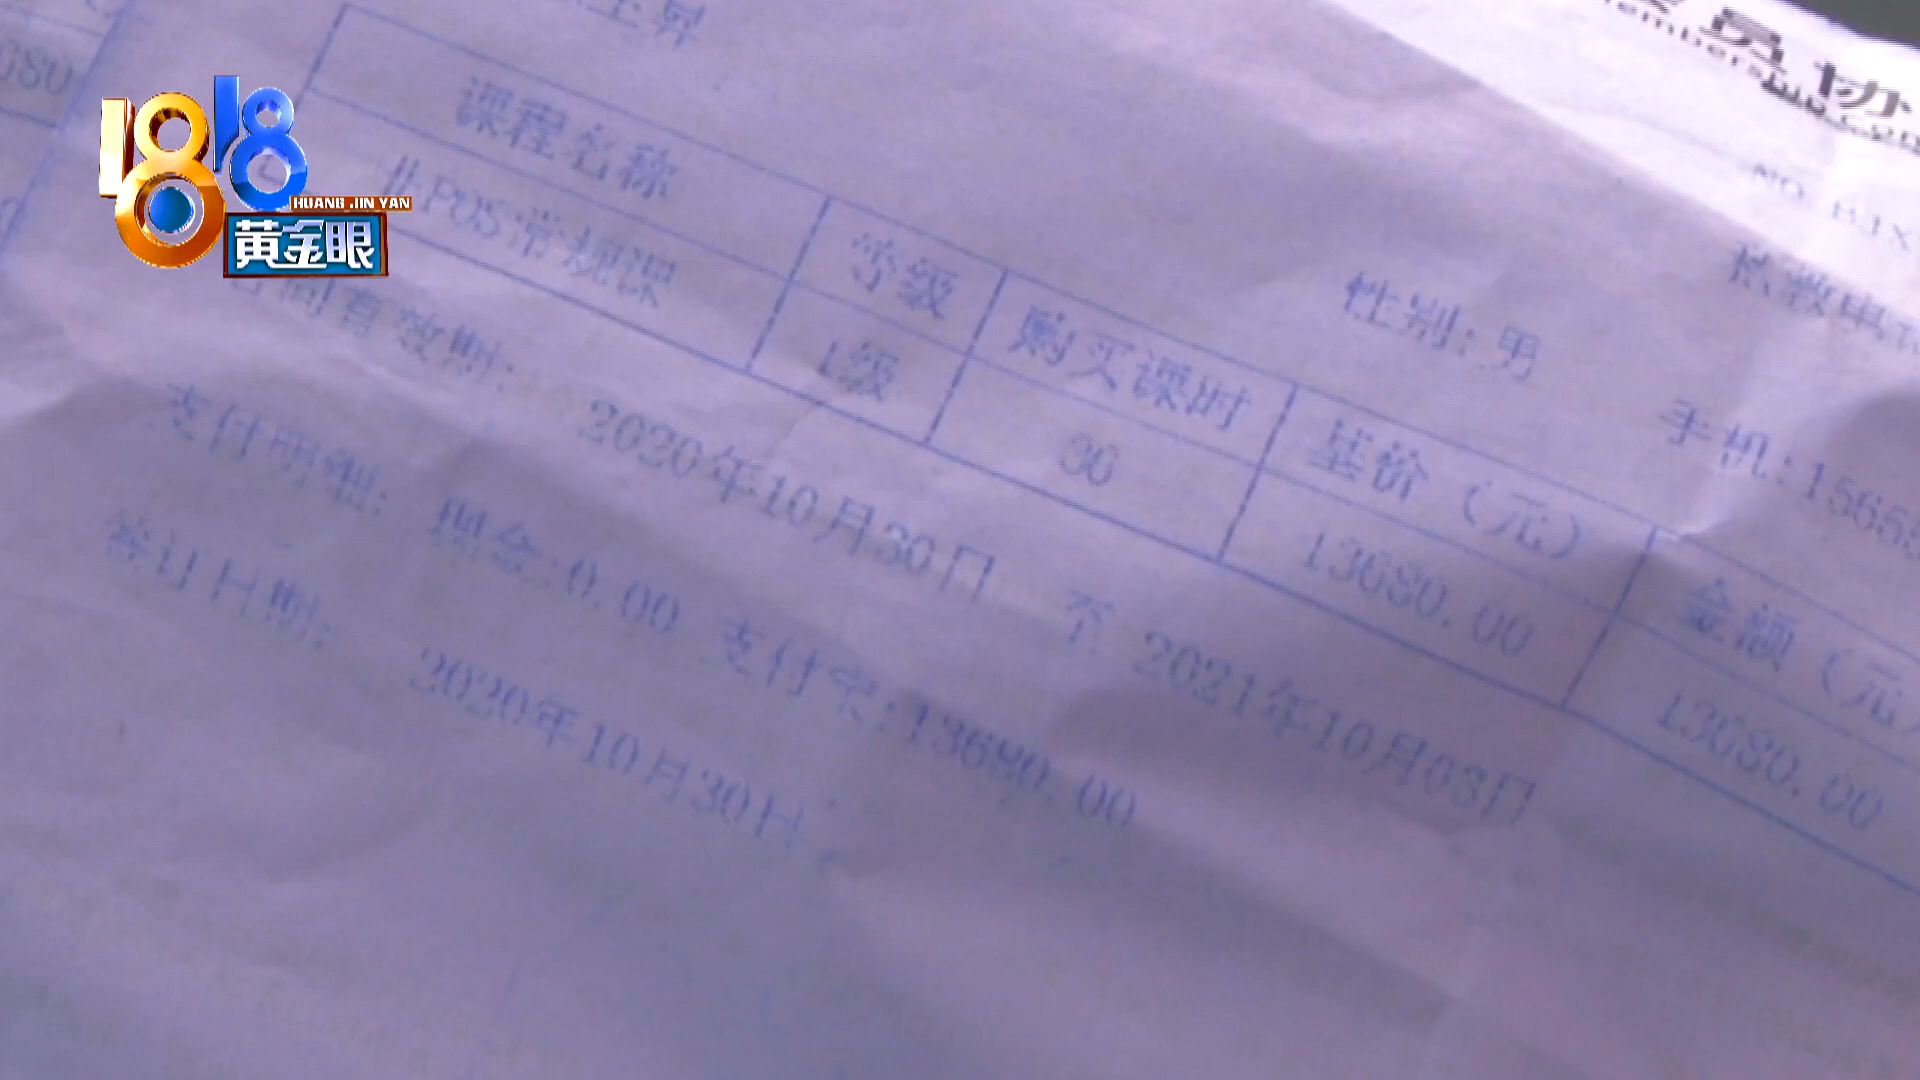 1818
HUANG JIN YAN
黄金眼
员协
性别:男
手机:15655
课程名称 等级 购买课时 基价（元） 金额（元）
POS常规课 L级 36 13680.00 13680.00
有效期: 2020年10月30日 至 2021年10月03日
支付明细: 现金:0.00 支付宝:13680.00
签订日期: 2020年10月30日